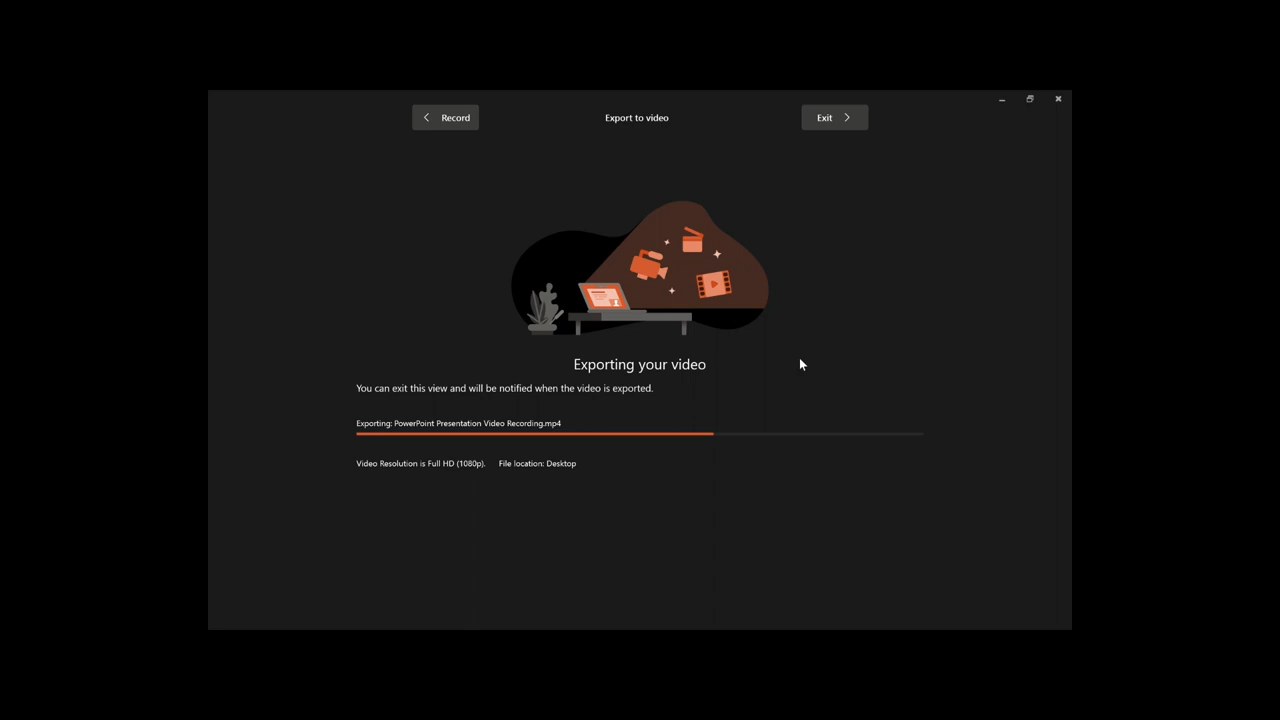 Record
Export to video
Exit
Exporting your video
You can exit this view and will be notified when the video is exported.
Exporting: PowerPoint Presentation Video Recording.mp4
Video Resolution is Full HD (1080p). File location: Desktop